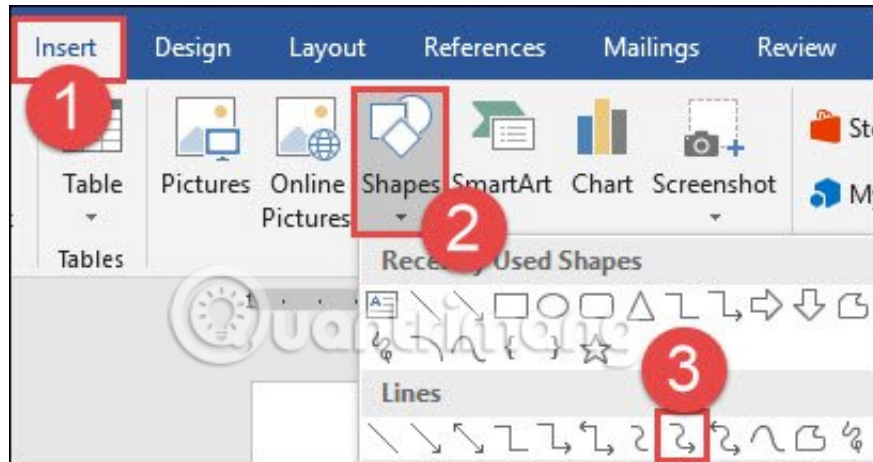 Insert Design Layout References Mailings Review
1
Table Pictures Online Pictures Shapes SmartArt Chart Screenshot
2
Tables
Recently Used Shapes
Quantrimang
3
Lines